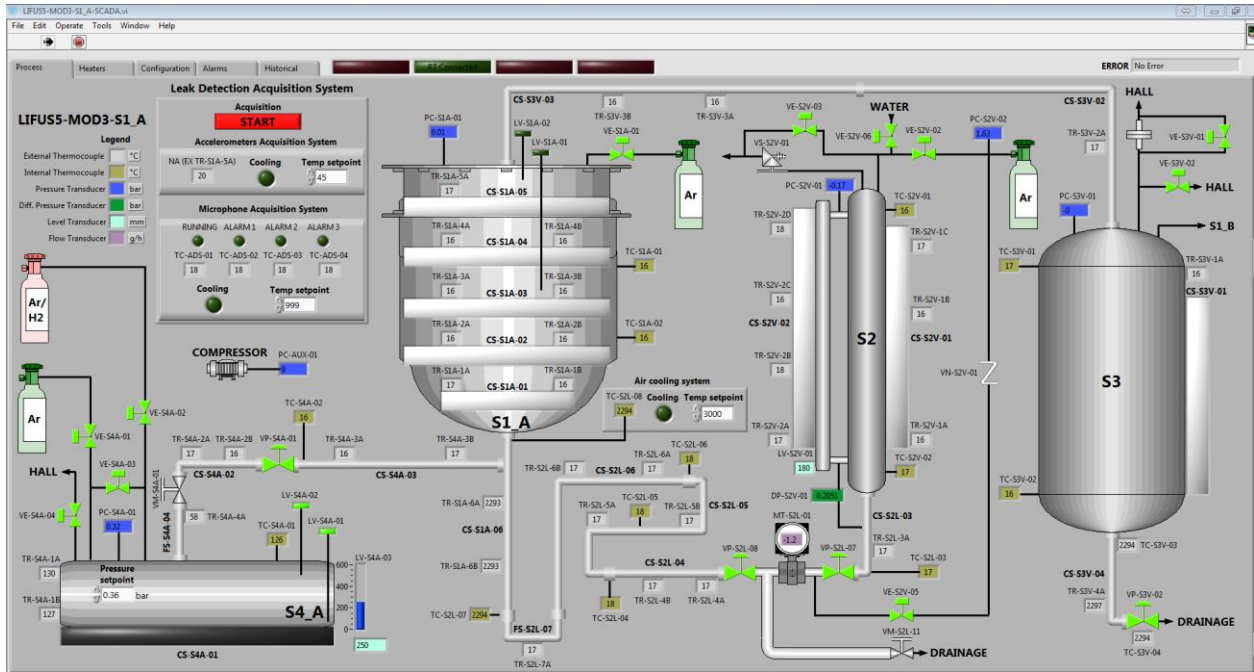 LIFUS5-MOD3-S1_A-SCADA.vi
File Edit Operate Tools Window Help
Process Heaters Configuration Alarms Historical RT Connected
ERROR No Error
LIFUS5-MOD3-S1_A
Legend
External Thermocouple °C
Internal Thermocouple °C
Pressure Transducer bar
Diff. Pressure Transducer bar
Level Transducer mm
Flow Transducer g/h
Leak Detection Acquisition System
Acquisition
START
Accelerometers Acquisition System
NA (EX TR-S1A-5A) Cooling Temp setpoint
20 45
Microphone Acquisition System
RUNNING ALARM 1 ALARM 2 ALARM 3
TC-ADS-01 TC-ADS-02 TC-ADS-03 TC-ADS-04
18 18 18 18
Cooling Temp setpoint
999
Ar/
H2
Ar
COMPRESSOR
PC-AUX-01
VE-S4A-02
VE-S4A-01
VE-S4A-03
HALL
VE-S4A-04
PC-S4A-01
0.32
VM-S4A-01
FS-S4A-04
TR-S4A-2A
17
TR-S4A-2B
16
CS-S4A-02
VP-S4A-01
TC-S4A-02
16
TR-S4A-3A
16
CS-S4A-03
TR-S4A-3B
17
58 TR-S4A-4A
TC-S4A-01
126
LV-S4A-02
LV-S4A-01
LV-S4A-03
600
400
200
0
250
TR-S4A-1A
130
TR-S4A-1B
127
Pressure
setpoint
0.36 bar
S4_A
CS-S4A-01
PC-S1A-01
0.01
CS-S3V-03
LV-S1A-02
LV-S1A-01
16
TR-S3V-3B
16
TR-S3V-3A
VE-S1A-01
Ar
TR-S1A-5A
17
CS-S1A-05
TR-S1A-4A
16
TR-S1A-4B
16
CS-S1A-04
TC-S1A-01
16
TR-S1A-3A
16
TR-S1A-3B
16
CS-S1A-03
TR-S1A-2A
16
TR-S1A-2B
16
CS-S1A-02
TC-S1A-02
16
TR-S1A-1A
17
TR-S1A-1B
16
CS-S1A-01
S1_A
Air cooling system
TC-S2L-08 Cooling Temp setpoint
2294 3000
TR-S1A-6A 2293
CS-S1A-06
TR-S1A-6B 2293
TC-S2L-07 2294
FS-S2L-07
17
TR-S2L-7A
TR-S2L-6B 17
CS-S2L-06
TR-S2L-6A
17
TC-S2L-06
18
TR-S2L-5A
17
TC-S2L-05
18
TR-S2L-5B
17
CS-S2L-05
CS-S2L-04
18
TC-S2L-04
17
TR-S2L-4B
17
TR-S2L-4A
VP-S2L-08
MT-S2L-01
-1.2
VP-S2L-07
VE-S2V-03
VS-S2V-01
WATER
VE-S2V-06
VE-S2V-02
PC-S2V-02
1.63
Ar
PC-S2V-01
-0.17
TC-S2V-01
16
TR-S2V-2D
18
TR-S2V-1C
17
TR-S2V-2C
16
CS-S2V-02
TR-S2V-1B
16
CS-S2V-01
S2
TR-S2V-2B
18
VN-S2V-01
TR-S2V-2A
17
TR-S2V-1A
16
LV-S2V-01
180
TC-S2V-02
17
DP-S2V-01 0.2051
CS-S2L-03
TR-S2L-3A
17
TC-S2L-03
17
VE-S2V-05
VM-S2L-11
DRAINAGE
CS-S3V-02
TR-S3V-2A
17
HALL
VE-S3V-01
VE-S3V-02
HALL
PC-S3V-01
-0
S1_B
TC-S3V-01
17
TR-S3V-1A
16
CS-S3V-01
S3
TC-S3V-02
16
2294 TC-S3V-03
CS-S3V-04
TR-S3V-4A
2297
VP-S3V-02
DRAINAGE
2294
TC-S3V-04